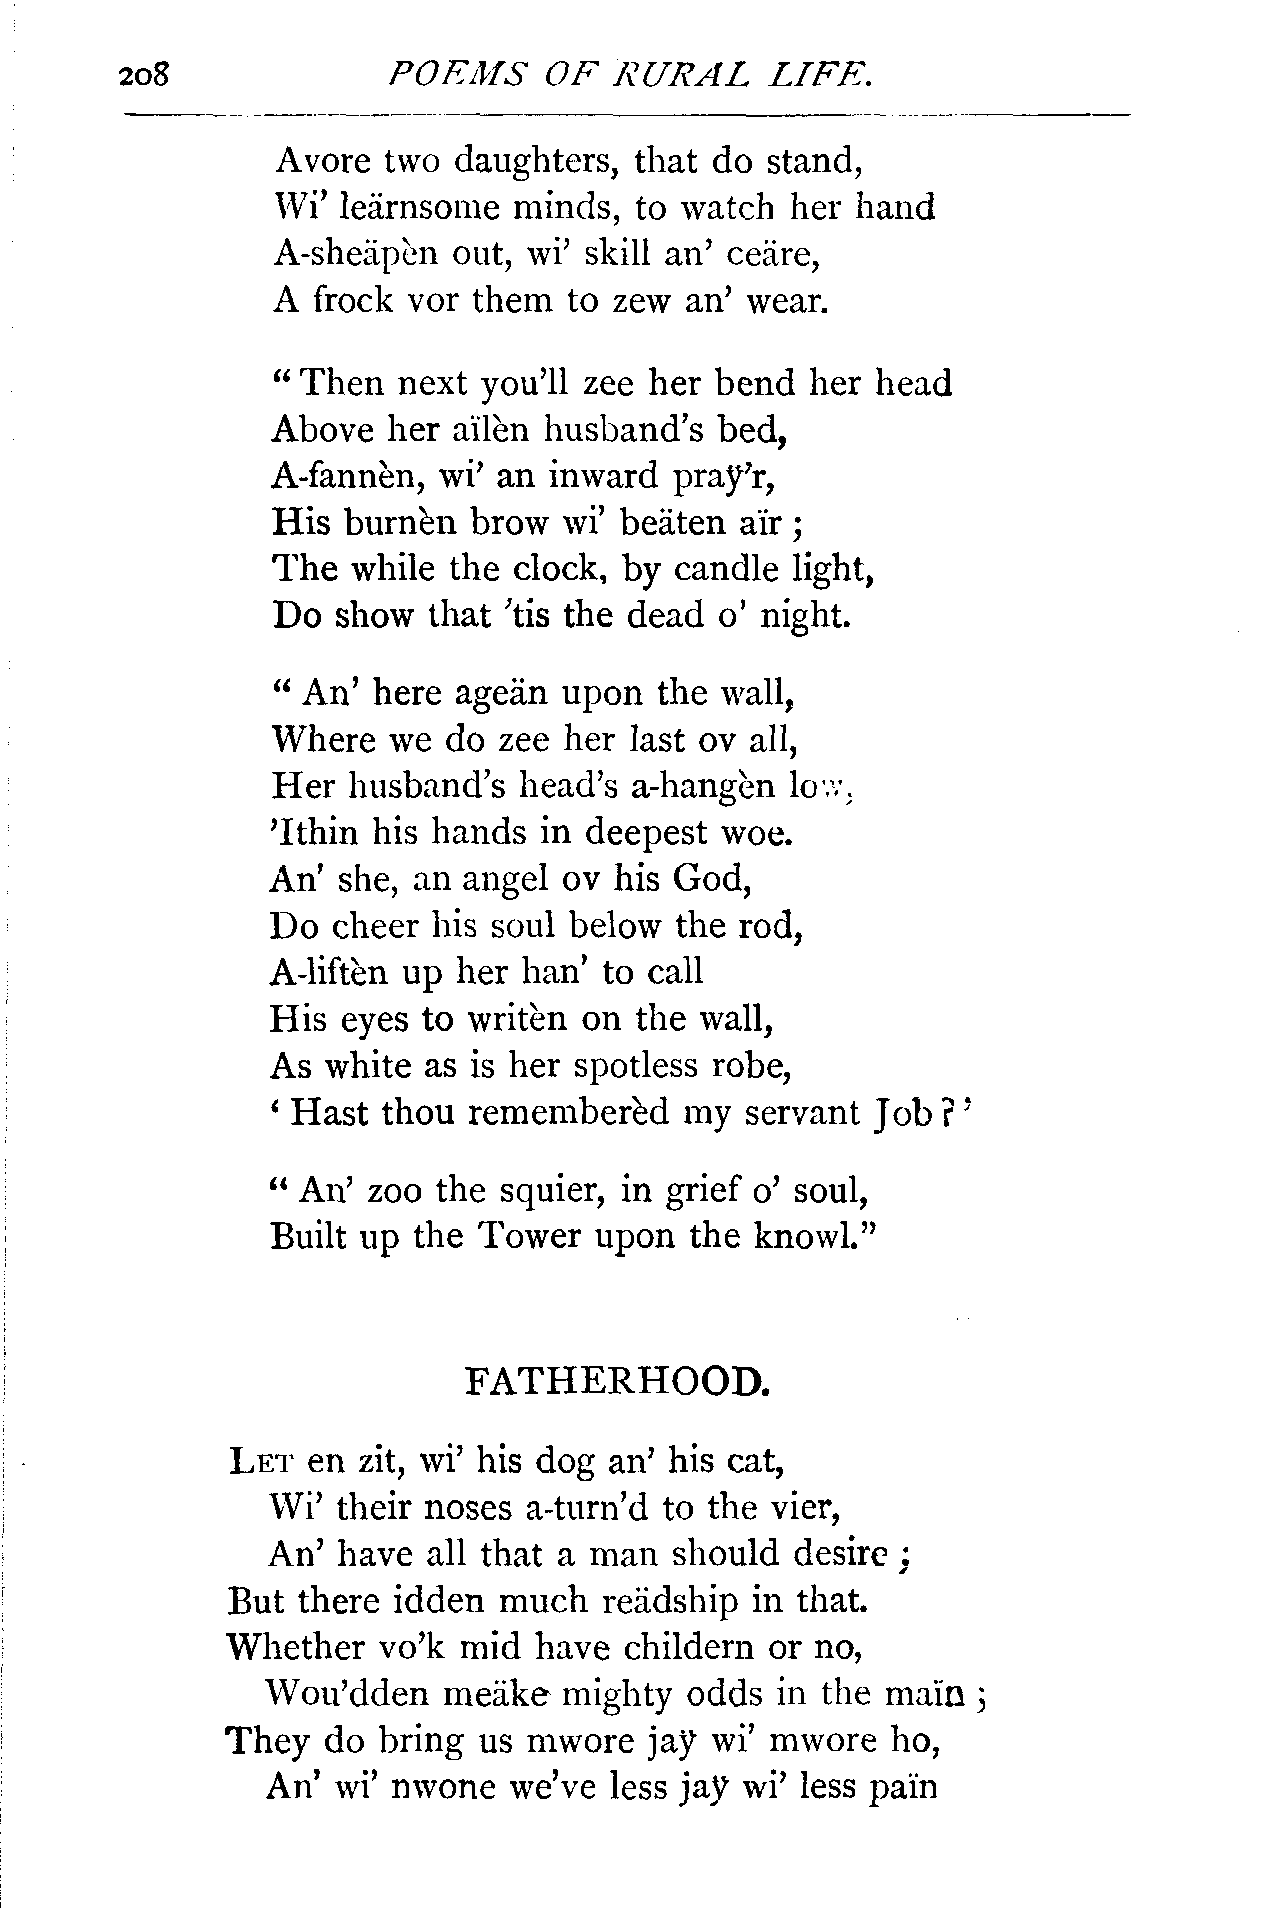 208 POEMS OF RURAL LIFE.
Avore two daughters, that do stand,
Wi’ leärnsome minds, to watch her hand
A-sheäpèn out, wi’ skill an’ ceäre,
A frock vor them to zew an’ wear.
“ Then next you’ll zee her bend her head
Above her aïlèn husband’s bed,
A-fannèn, wi’ an inward praÿ’r,
His burnèn brow wi’ beäten aïr ;
The while the clock, by candle light,
Do show that ’tis the dead o’ night.
“ An’ here ageän upon the wall,
Where we do zee her last ov all,
Her husband’s head’s a-hangèn low,
’Ithin his hands in deepest woe.
An’ she, an angel ov his God,
Do cheer his soul below the rod,
A-liftèn up her han’ to call
His eyes to writèn on the wall,
As white as is her spotless robe,
‘ Hast thou rememberèd my servant Job ? ’
“ An’ zoo the squier, in grief o’ soul,
Built up the Tower upon the knowl.”
FATHERHOOD.
LET en zit, wi’ his dog an’ his cat,
Wi’ their noses a-turn’d to the vier,
An’ have all that a man should desire ;
But there idden much reädship in that.
Whether vo’k mid have childern or no,
Wou’dden meäke mighty odds in the maïn ;
They do bring us mwore jaÿ wi’ mwore ho,
An’ wi’ nwone we’ve less jaÿ wi’ less païn